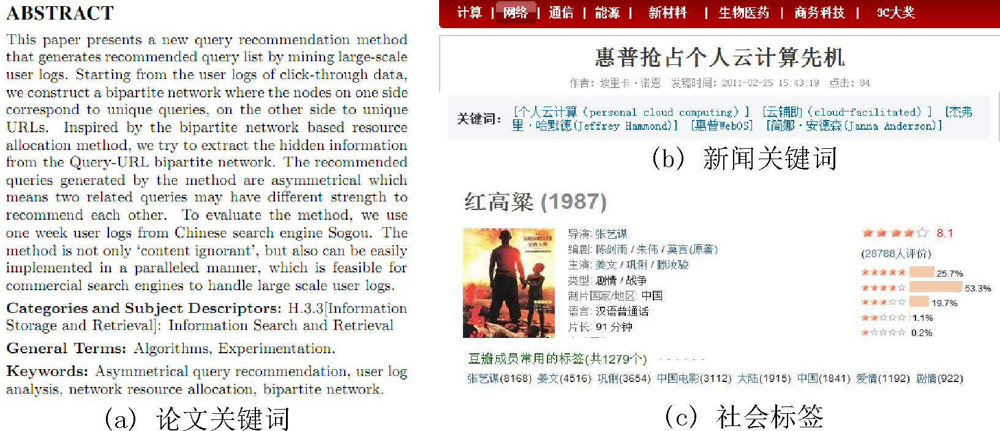 ABSTRACT
This paper presents a new query recommendation method
that generates recommended query list by mining large-scale
user logs. Starting from the user logs of click-through data,
we construct a bipartite network where the nodes on one side
correspond to unique queries, on the other side to unique
URLs. Inspired by the bipartite network based resource
allocation method, we try to extract the hidden information
from the Query-URL bipartite network. The recommended
queries generated by the method are asymmetrical which
means two related queries may have different strength to
recommend each other. To evaluate the method, we use
one week user logs from Chinese search engine Sogou. The
method is not only ‘content ignorant’, but also can be easily
implemented in a paralleled manner, which is feasible for
commercial search engines to handle large scale user logs.
Categories and Subject Descriptors: H.3.3[Information
Storage and Retrieval]: Information Search and Retrieval
General Terms: Algorithms, Experimentation.
Keywords: Asymmetrical query recommendation, user log
analysis, network resource allocation, bipartite network.
(a) 论文关键词
计算 | 网络 | 通信 | 能源 | 新材料 | 生物医药 | 商务科技 | 3C大奖
惠普抢占个人云计算先机
作者: 埃里卡·诺恩 发稿时间: 2011-02-25 15:43:19 点击: 84
关键词: [个人云计算（personal cloud computing）] [云辅助（cloud-facilitated）] [杰弗
里·哈默德(Jeffrey Hammond)] [惠普WebOS] [简娜·安德森(Janna Anderson)]
(b) 新闻关键词
红高粱 (1987)
导演: 张艺谋
编剧: 陈剑雨 / 朱伟 / 莫言(原著)
主演: 姜文 / 巩俐 / 滕汝骏
类型: 剧情 / 战争
制片国家/地区: 中国
语言: 汉语普通话
片长: 91 分钟
8.1
(28788人评价)
25.7%
53.3%
19.7%
1.1%
0.2%
豆瓣成员常用的标签(共1279个) · · · · · ·
张艺谋(8168) 姜文(4516) 巩俐(3654) 中国电影(3112) 大陆(1915) 中国(1841) 爱情(1192) 剧情(922)
(c) 社会标签